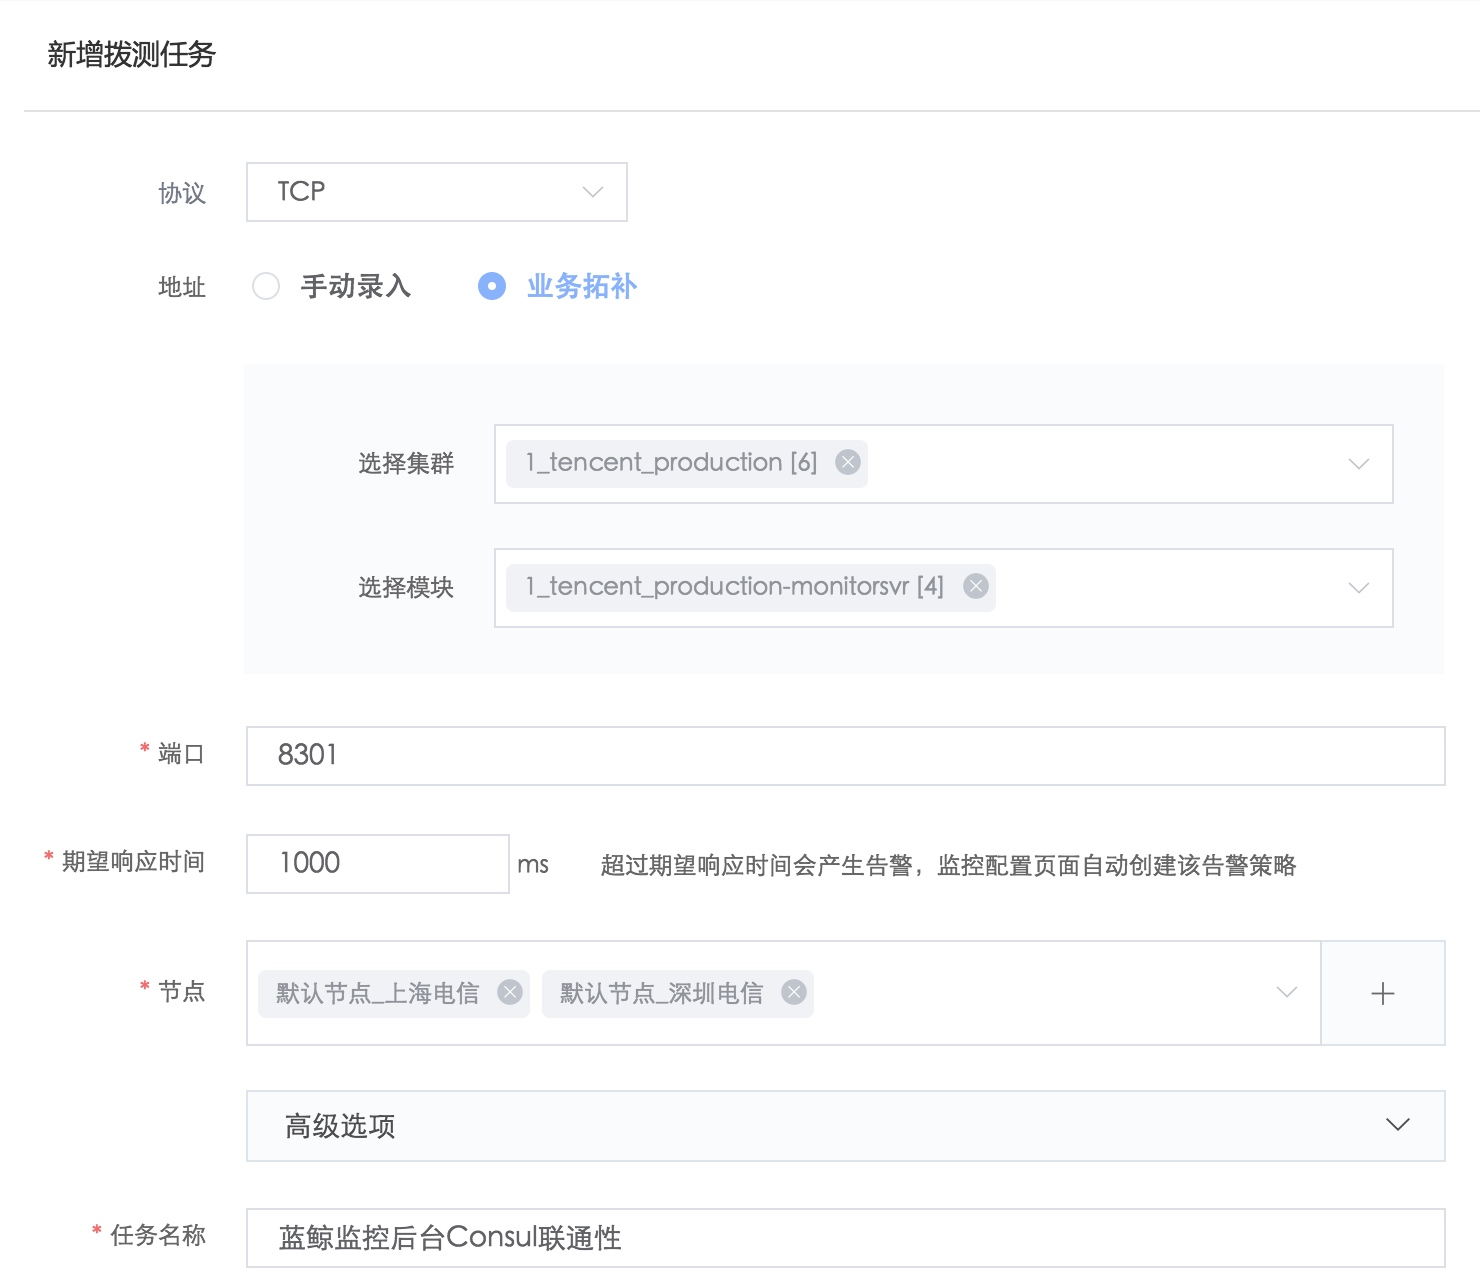 新增拨测任务
协议 TCP
地址 手动录入 业务拓补
选择集群 1_tencent_production [6]
选择模块 1_tencent_production-monitorsvr [4]
* 端口 8301
* 期望响应时间 1000 ms 超过期望响应时间会产生告警，监控配置页面自动创建该告警策略
* 节点 默认节点_上海电信 默认节点_深圳电信 +
高级选项
* 任务名称 蓝鲸监控后台Consul联通性